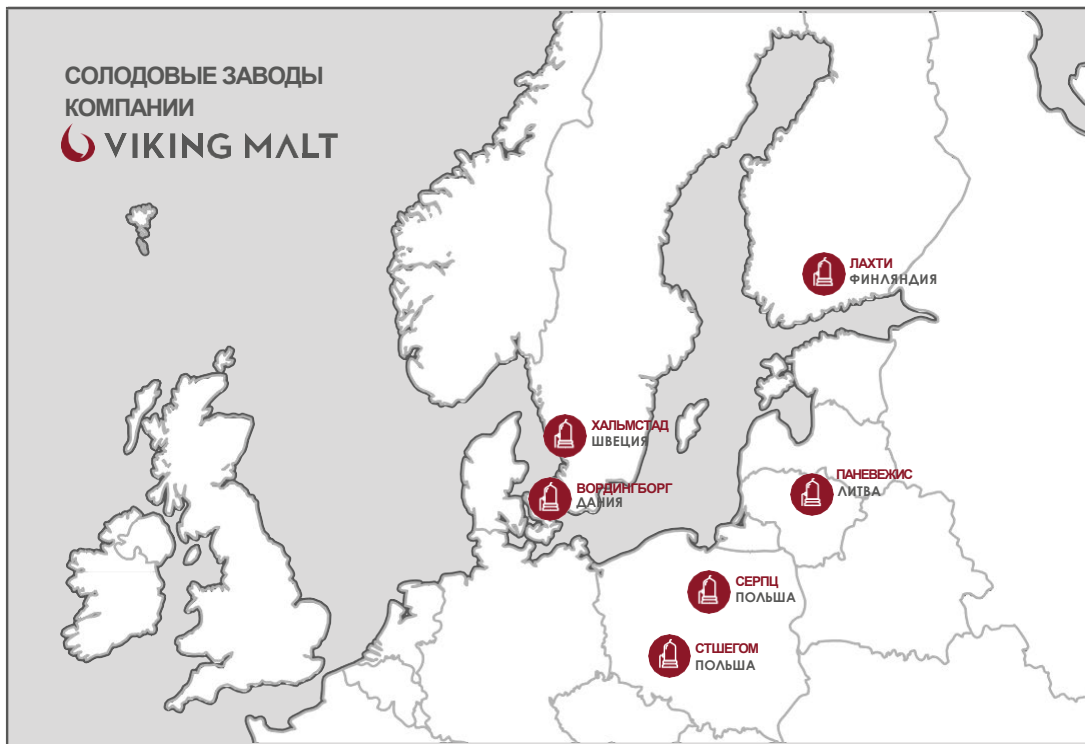 СОЛОДОВЫЕ ЗАВОДЫ
КОМПАНИИ
VIKING MALT
ЛАХТИ
ФИНЛЯНДИЯ
ХАЛЬМСТАД
ШВЕЦИЯ
ВОРДИНГБОРГ
ДАНИЯ
ПАНЕВЕЖИС
ЛИТВА
СЕРПЦ
ПОЛЬША
СТШЕГОМ
ПОЛЬША